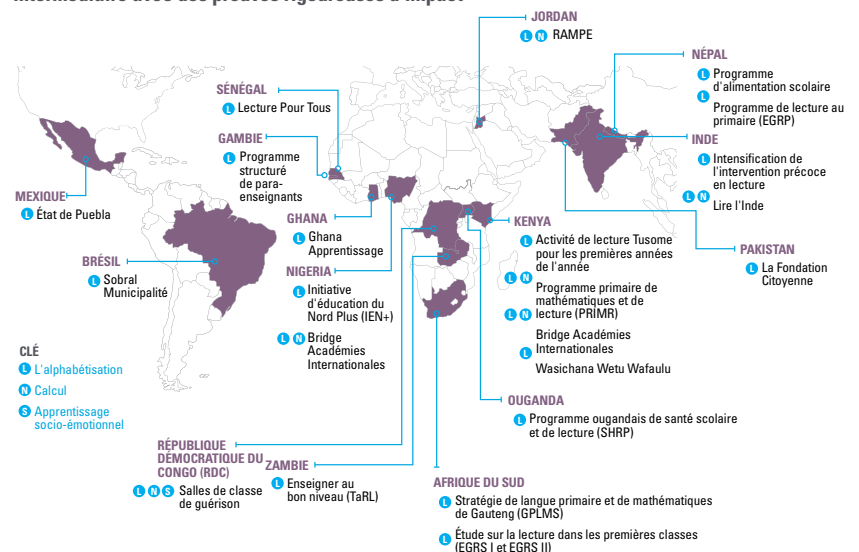 intermédiaire avec des preuves rigoureuses d'impact
JORDAN
L N RAMPE
NÉPAL
L Programme
d'alimentation scolaire
L
Programme de lecture au
primaire (EGRP)
INDE
L Intensification de
l'intervention précoce
en lecture
L N Lire l'Inde
PAKISTAN
L La Fondation
Citoyenne
SÉNÉGAL
L Lecture Pour Tous
GAMBIE
L Programme
structuré
de para-
enseignants
MEXIQUE
L État de Puebla
BRÉSIL
L Sobral
Municipalité
GHANA
L Ghana
Apprentissage
NIGERIA
L Initiative
d'éducation du
Nord Plus (IEN+)
L N Bridge
Académies
Internationales
KENYA
L Activité de lecture Tusome
pour les premières années
de l'année
L N
Programme primaire de
mathématiques et de
L N lecture (PRIMR)
Bridge Académies
L Internationales
Wasichana Wetu Wafaulu
OUGANDA
L Programme ougandais de santé scolaire
et de lecture (SHRP)
CLÉ
L L'alphabétisation
N Calcul
S Apprentissage
socio-émotionnel
RÉPUBLIQUE
DÉMOCRATIQUE DU
CONGO (RDC)
L N S Salles de classe
de guérison
ZAMBIE
L Enseigner au
bon niveau (TaRL)
AFRIQUE DU SUD
L Stratégie de langue primaire et de mathématiques
de Gauteng (GPLMS)
L Étude sur la lecture dans les premières classes
(EGRS I et EGRS II)